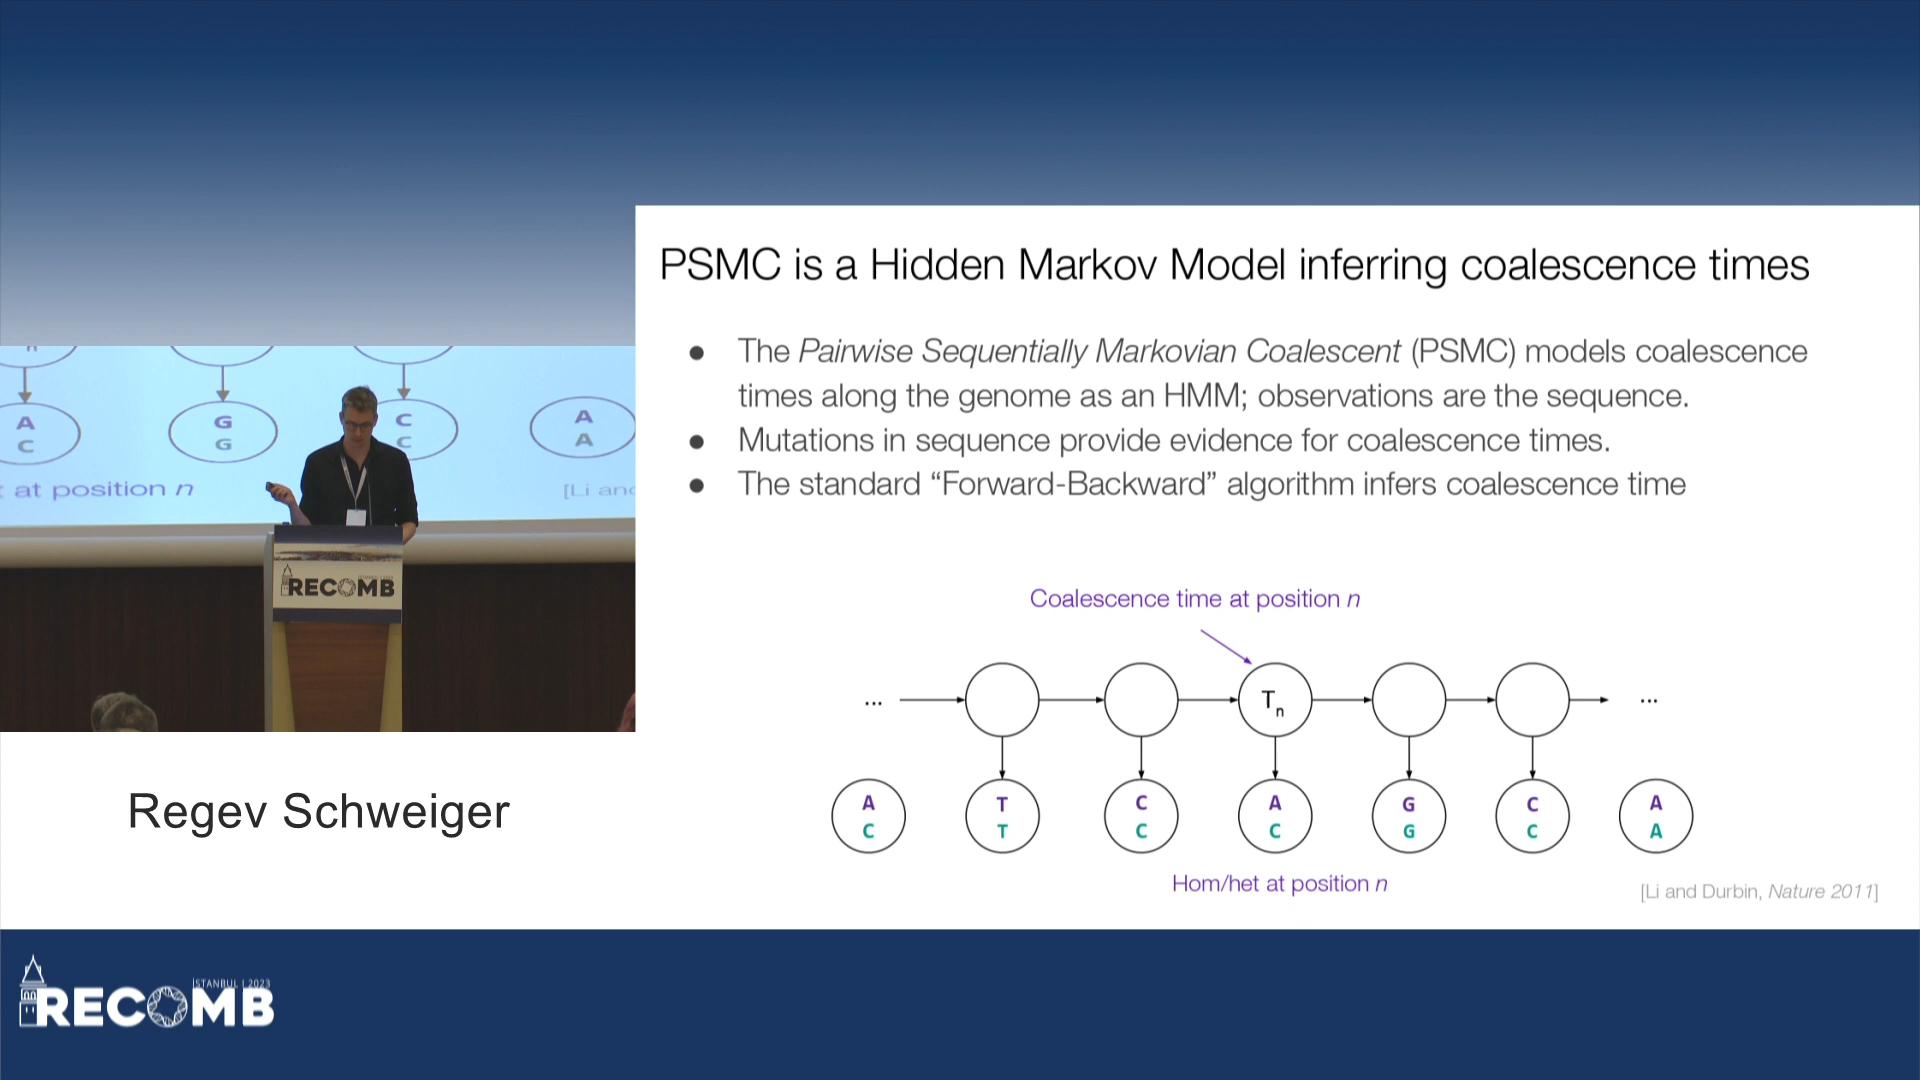 PSMC is a Hidden Markov Model inferring coalescence times
● The Pairwise Sequentially Markovian Coalescent (PSMC) models coalescence
times along the genome as an HMM; observations are the sequence.
● Mutations in sequence provide evidence for coalescence times.
● The standard “Forward-Backward” algorithm infers coalescence time
Coalescence time at position n
... Tn ...
A T C A G C A
C T C C G C A
Hom/het at position n
[Li and Durbin, Nature 2011]
n
A G C A
C G C A
at position n
[Li and
RECOMB
Regev Schweiger
İSTANBUL | 2023
RECOMB